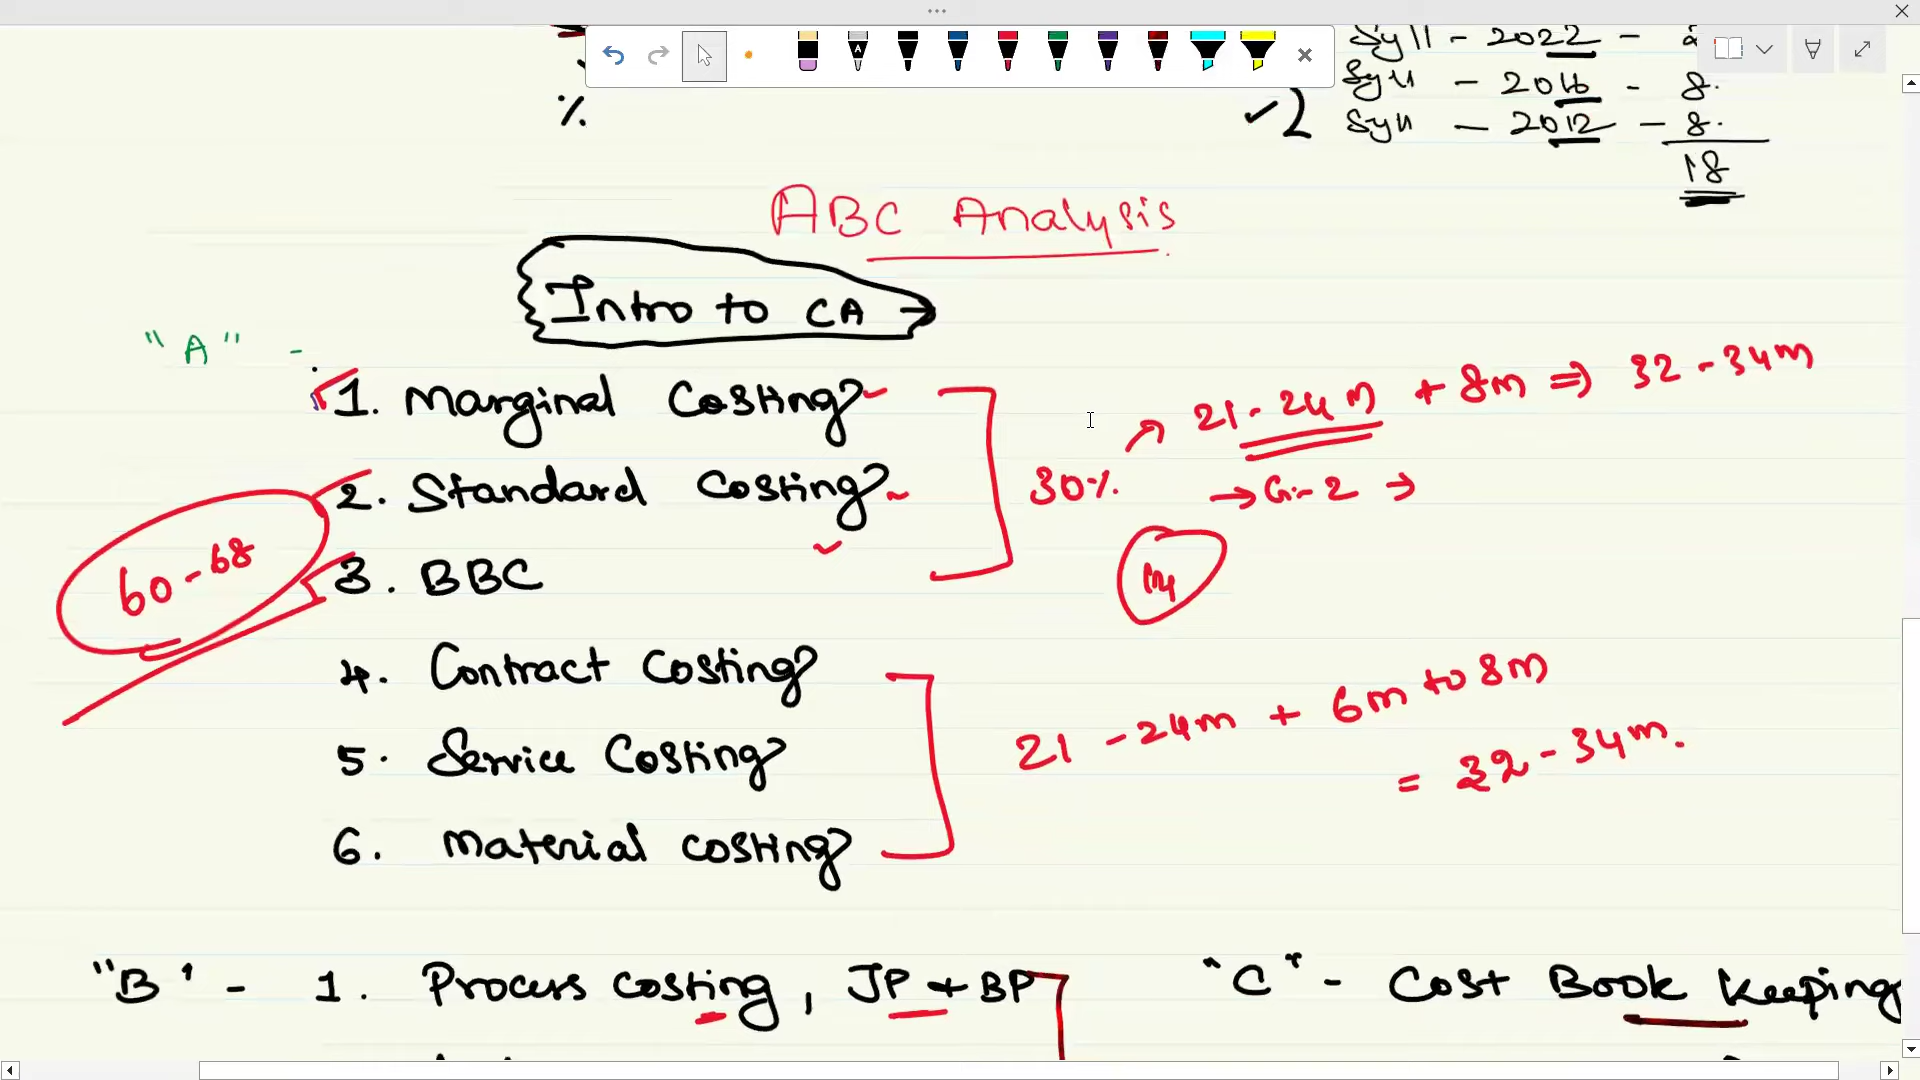 Syll - 2022 -
Syll - 2016 - 8.
%
✓2 Syll - 2012 - 8.
18
ABC Analysis
Intro to CA →
"A" -
1. Marginal Costing
21 - 24 m + 8m ⇒ 32 - 34m
2. Standard Costing
30%
→ G-2 →
60 - 68
3. BBC
4. Contract Costing
21 - 24m + 6m to 8m
5. Service Costing
= 32 - 34m.
6. Material costing
"B" - 1. Process costing, JP + BP
"C" - Cost Book Keeping